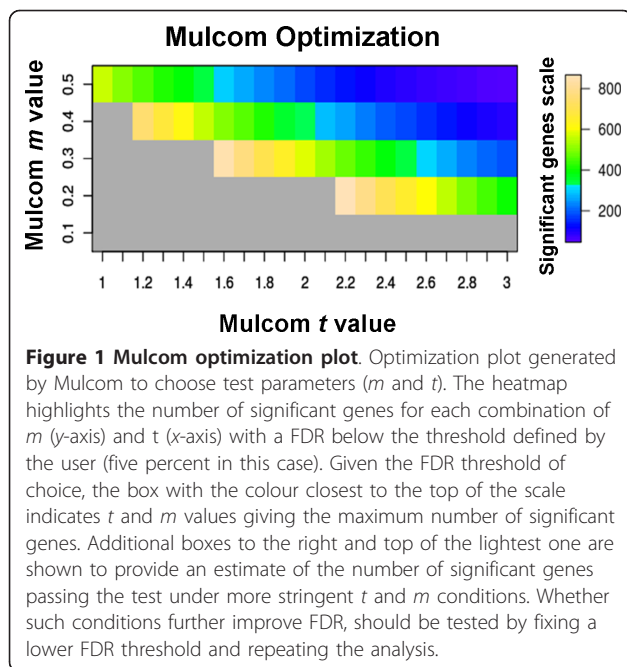 Mulcom Optimization
Mulcom m value
0.5
0.4
0.3
0.2
0.1
1 1.2 1.4 1.6 1.8 2 2.2 2.4 2.6 2.8 3
Mulcom t value
Significant genes scale
800
600
400
200
Figure 1 Mulcom optimization plot. Optimization plot generated
by Mulcom to choose test parameters (m and t). The heatmap
highlights the number of significant genes for each combination of
m (y-axis) and t (x-axis) with a FDR below the threshold defined by
the user (five percent in this case). Given the FDR threshold of
choice, the box with the colour closest to the top of the scale
indicates t and m values giving the maximum number of significant
genes. Additional boxes to the right and top of the lightest one are
shown to provide an estimate of the number of significant genes
passing the test under more stringent t and m conditions. Whether
such conditions further improve FDR, should be tested by fixing a
lower FDR threshold and repeating the analysis.